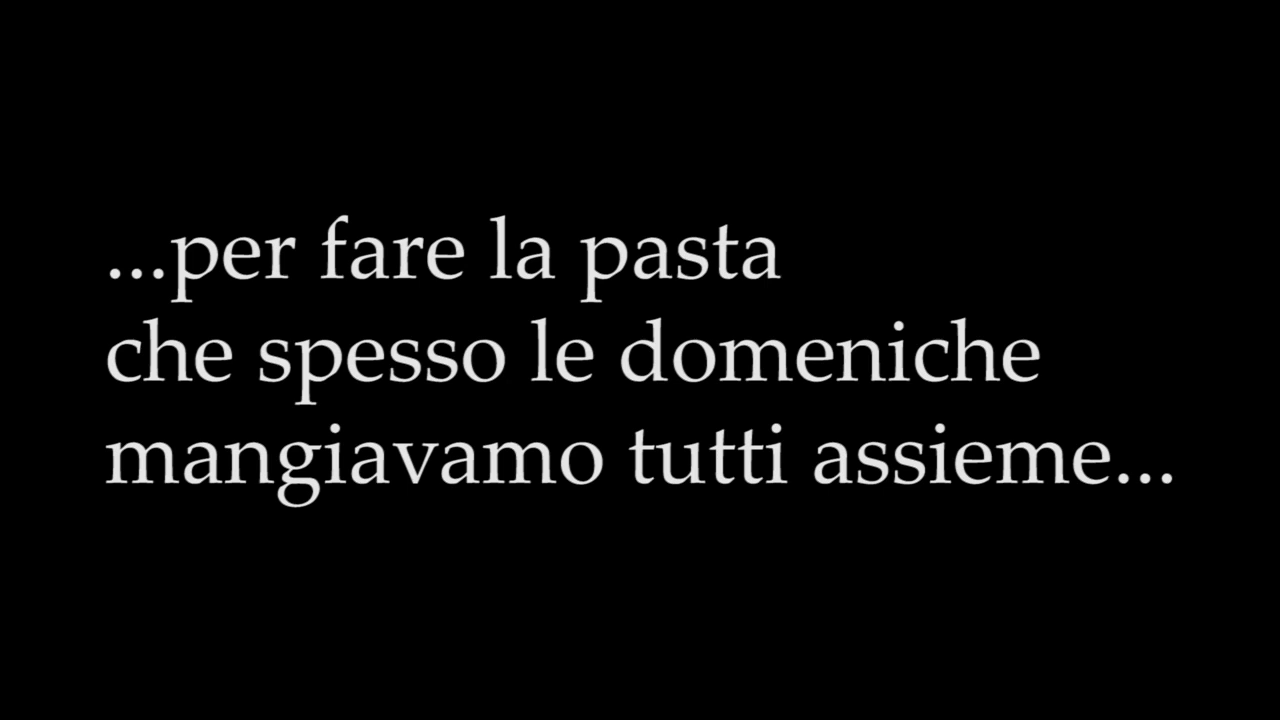 ...per fare la pasta
che spesso le domeniche
mangiavamo tutti assieme...